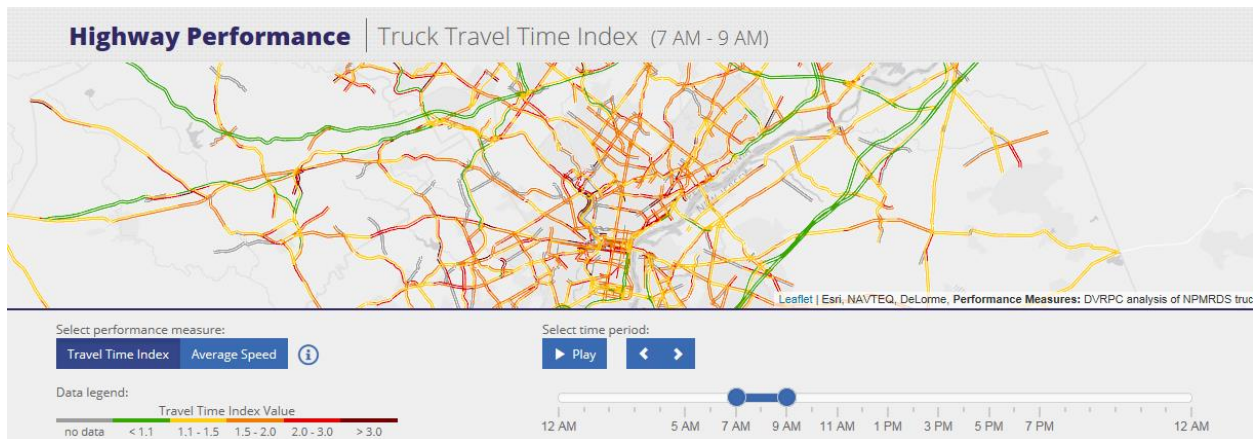 Highway Performance | Truck Travel Time Index (7 AM - 9 AM)
Leaflet | Esri, NAVTEQ, DeLorme, Performance Measures: DVRPC analysis of NPMRDS truc
Select performance measure:
Travel Time Index Average Speed
Data legend:
Travel Time Index Value
no data < 1.1 1.1 - 1.5 1.5 - 2.0 2.0 - 3.0 > 3.0
Select time period:
Play
12 AM 5 AM 7 AM 9 AM 11 AM 1 PM 3 PM 5 PM 7 PM 12 AM